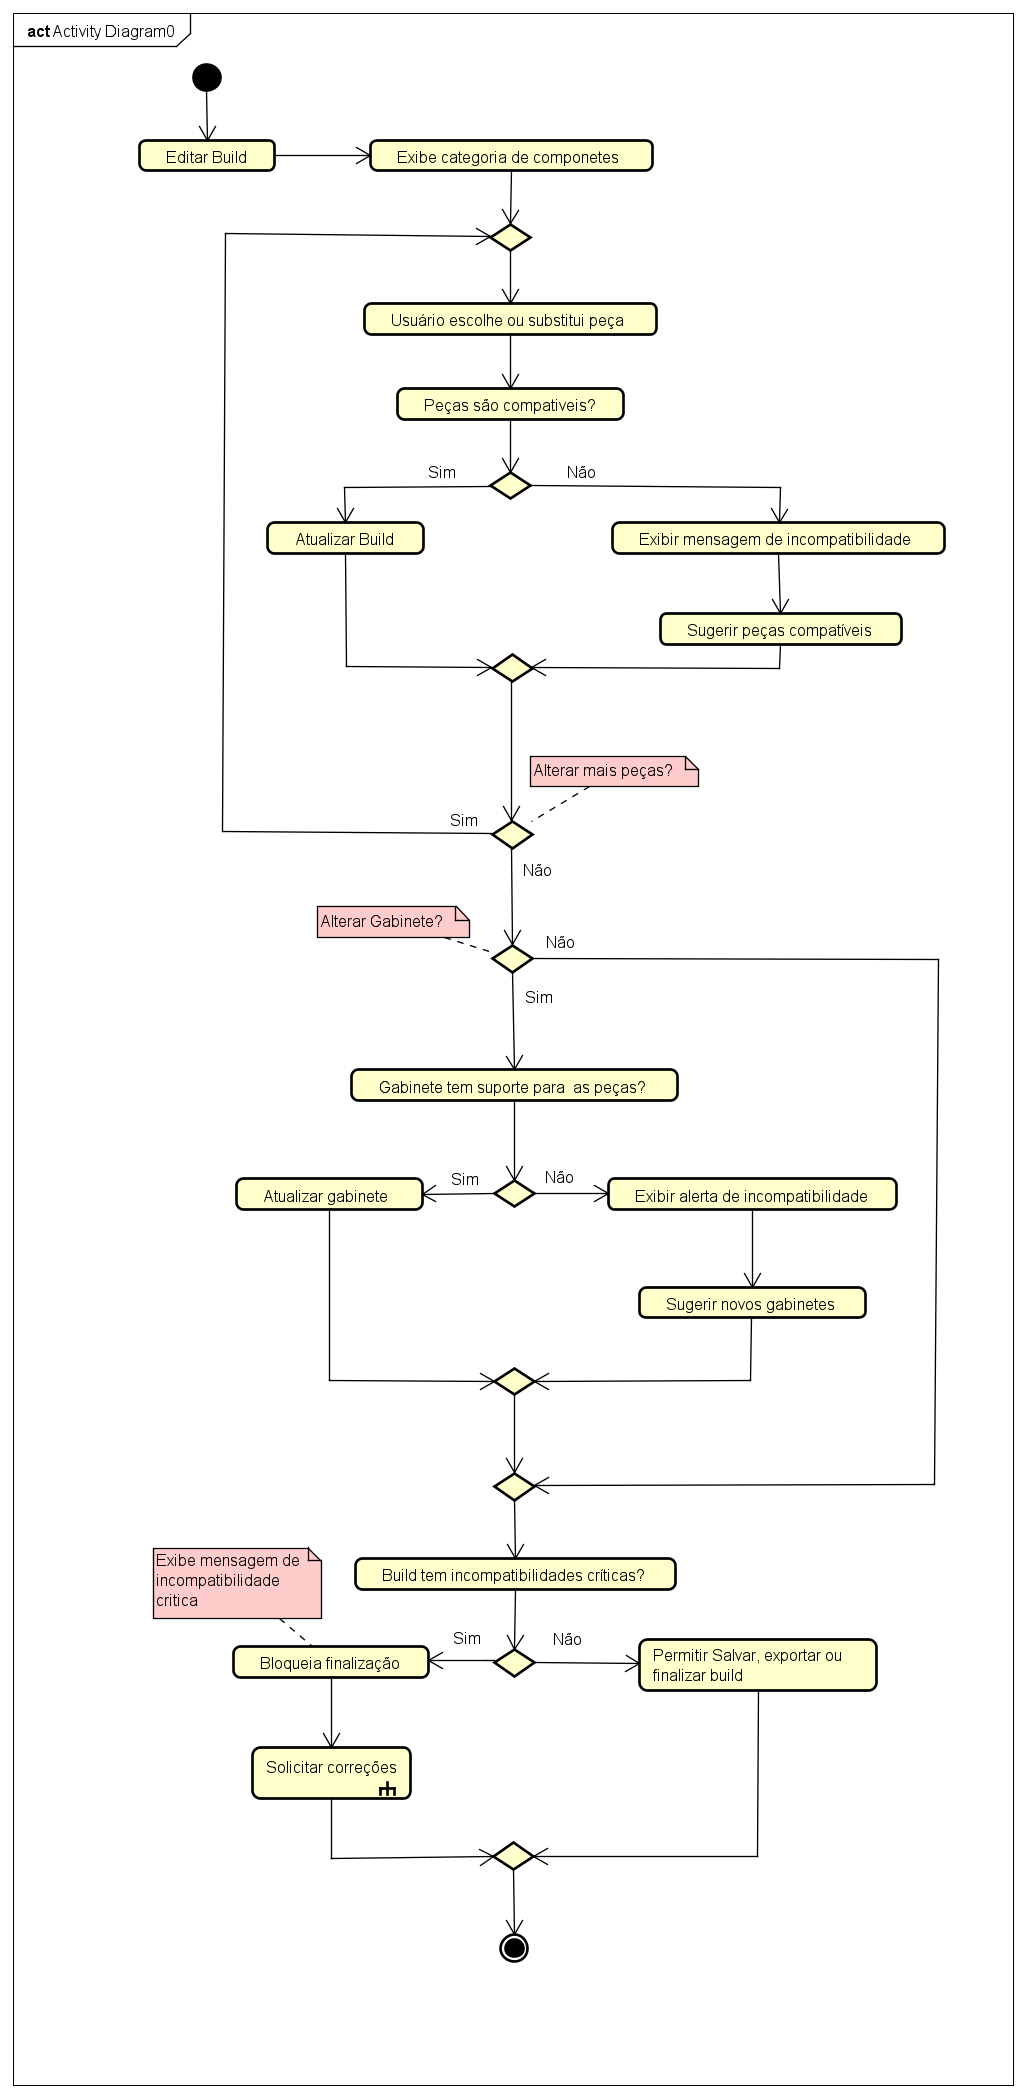 act Activity Diagram0
Editar Build
Exibe categoria de componetes
Usuário escolhe ou substitui peça
Peças são compativeis?
Sim
Não
Atualizar Build
Exibir mensagem de incompatibilidade
Sugerir peças compatíveis
Alterar mais peças?
Sim
Não
Alterar Gabinete?
Não
Sim
Gabinete tem suporte para  as peças?
Sim
Não
Atualizar gabinete
Exibir alerta de incompatibilidade
Sugerir novos gabinetes
Exibe mensagem de
incompatibilidade
critica
Build tem incompatibilidades críticas?
Sim
Não
Bloqueia finalização
Permitir Salvar, exportar ou
finalizar build
Solicitar correções